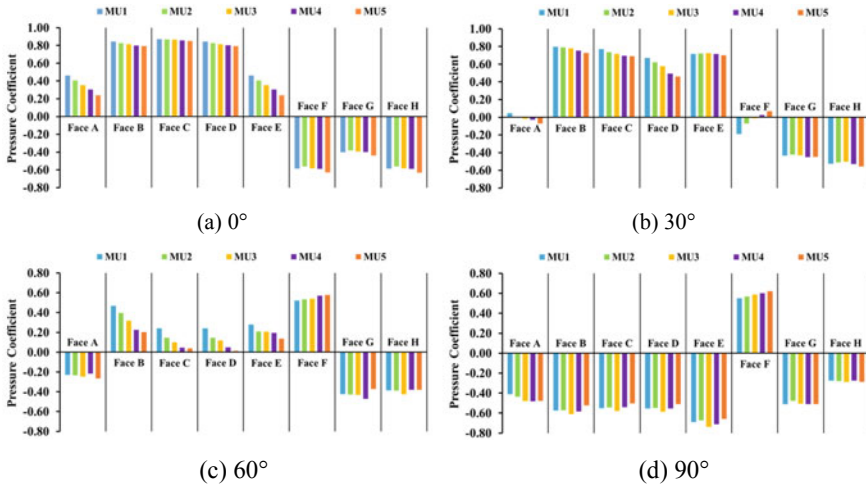 MU1 MU2 MU3 MU4 MU5
Pressure Coefficient
1.00
0.80
0.60
0.40
0.20
0.00
-0.20
-0.40
-0.60
-0.80
Face F Face G Face H
Face A Face B Face C Face D Face E
(a) 0°
MU1 MU2 MU3 MU4 MU5
Pressure Coefficient
1.00
0.80
0.60
0.40
0.20
0.00
-0.20
-0.40
-0.60
-0.80
Face F Face G Face H
Face A Face B Face C Face D Face E
(b) 30°
MU1 MU2 MU3 MU4 MU5
Pressure Coefficient
0.80
0.60
0.40
0.20
0.00
-0.20
-0.40
-0.60
-0.80
Face A Face G Face H
Face B Face C Face D Face E Face F
(c) 60°
MU1 MU2 MU3 MU4 MU5
Pressure Coefficient
0.80
0.60
0.40
0.20
0.00
-0.20
-0.40
-0.60
-0.80
Face A Face B Face C Face D Face E Face G Face H
Face F
(d) 90°